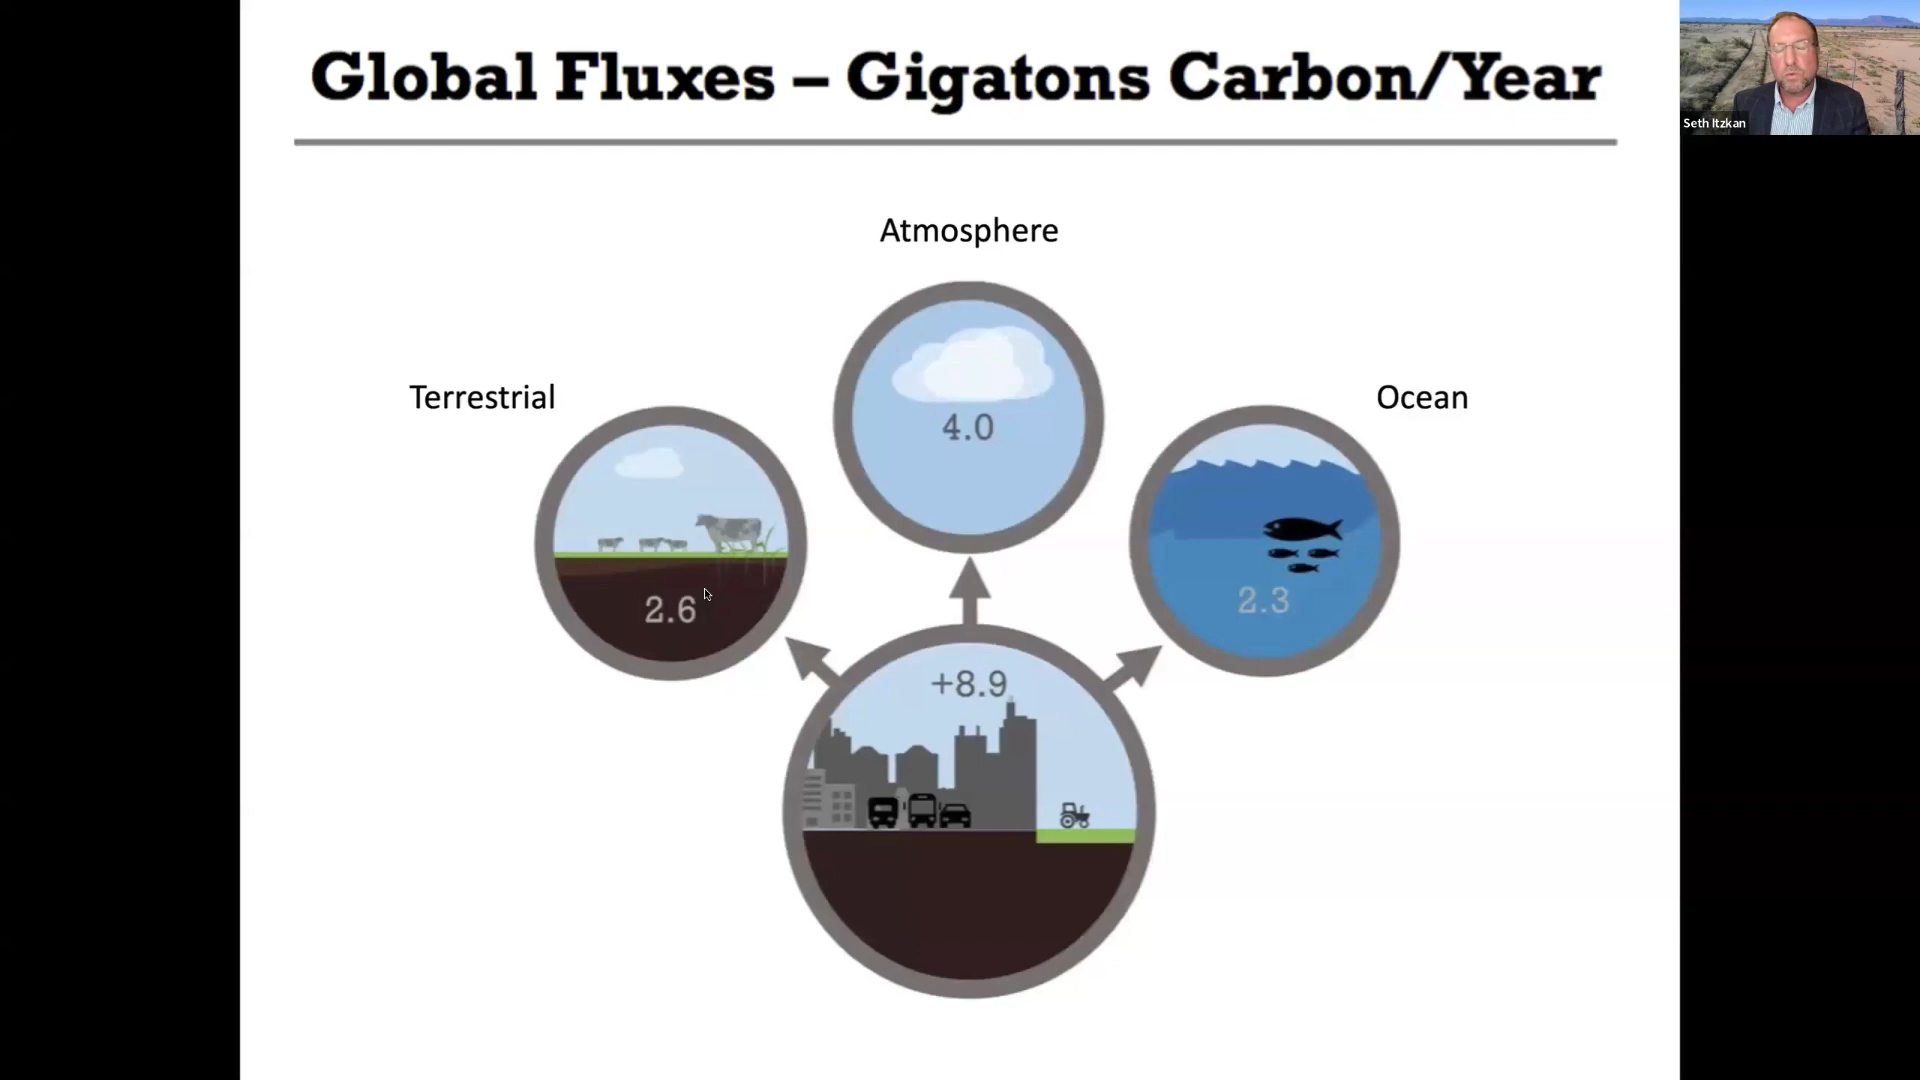 Global Fluxes – Gigatons Carbon/Year
Seth Itzkan
Atmosphere
Terrestrial
Ocean
4.0
2.6
2.3
+8.9